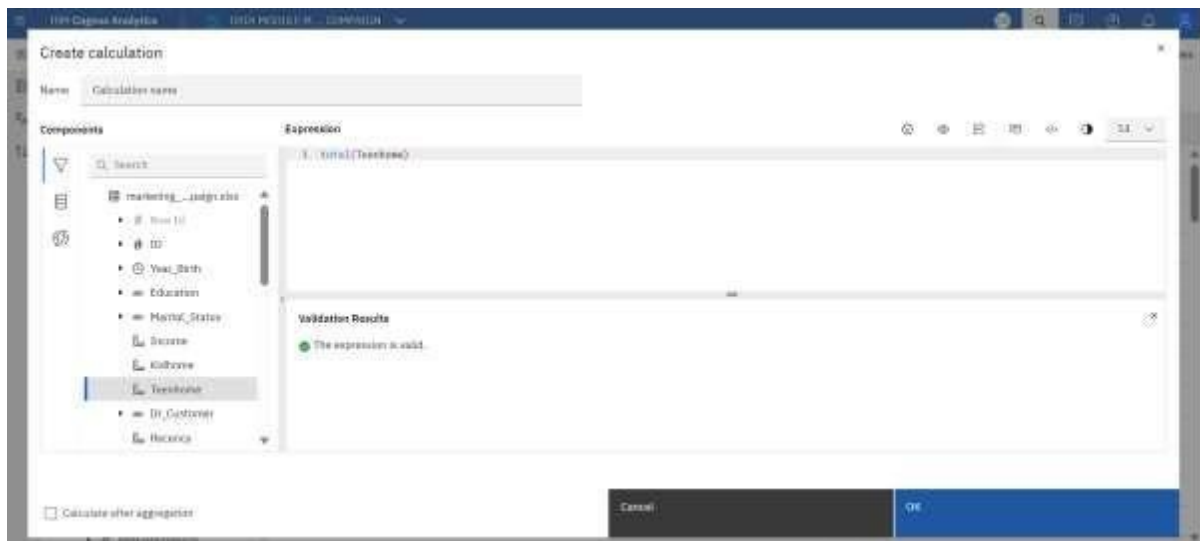 IBM Cognos Analytics
Create calculation
Name
Calculation name
Components
Expression
14
Search
1 total(Teenhome)
marketing_...paign.xlsx
Row Id
ID
Year_Birth
Education
Marital_Status
Income
Kidhome
Teenhome
Dt_Customer
Recency
Validation Results
The expression is valid.
Calculate after aggregation
Cancel
OK